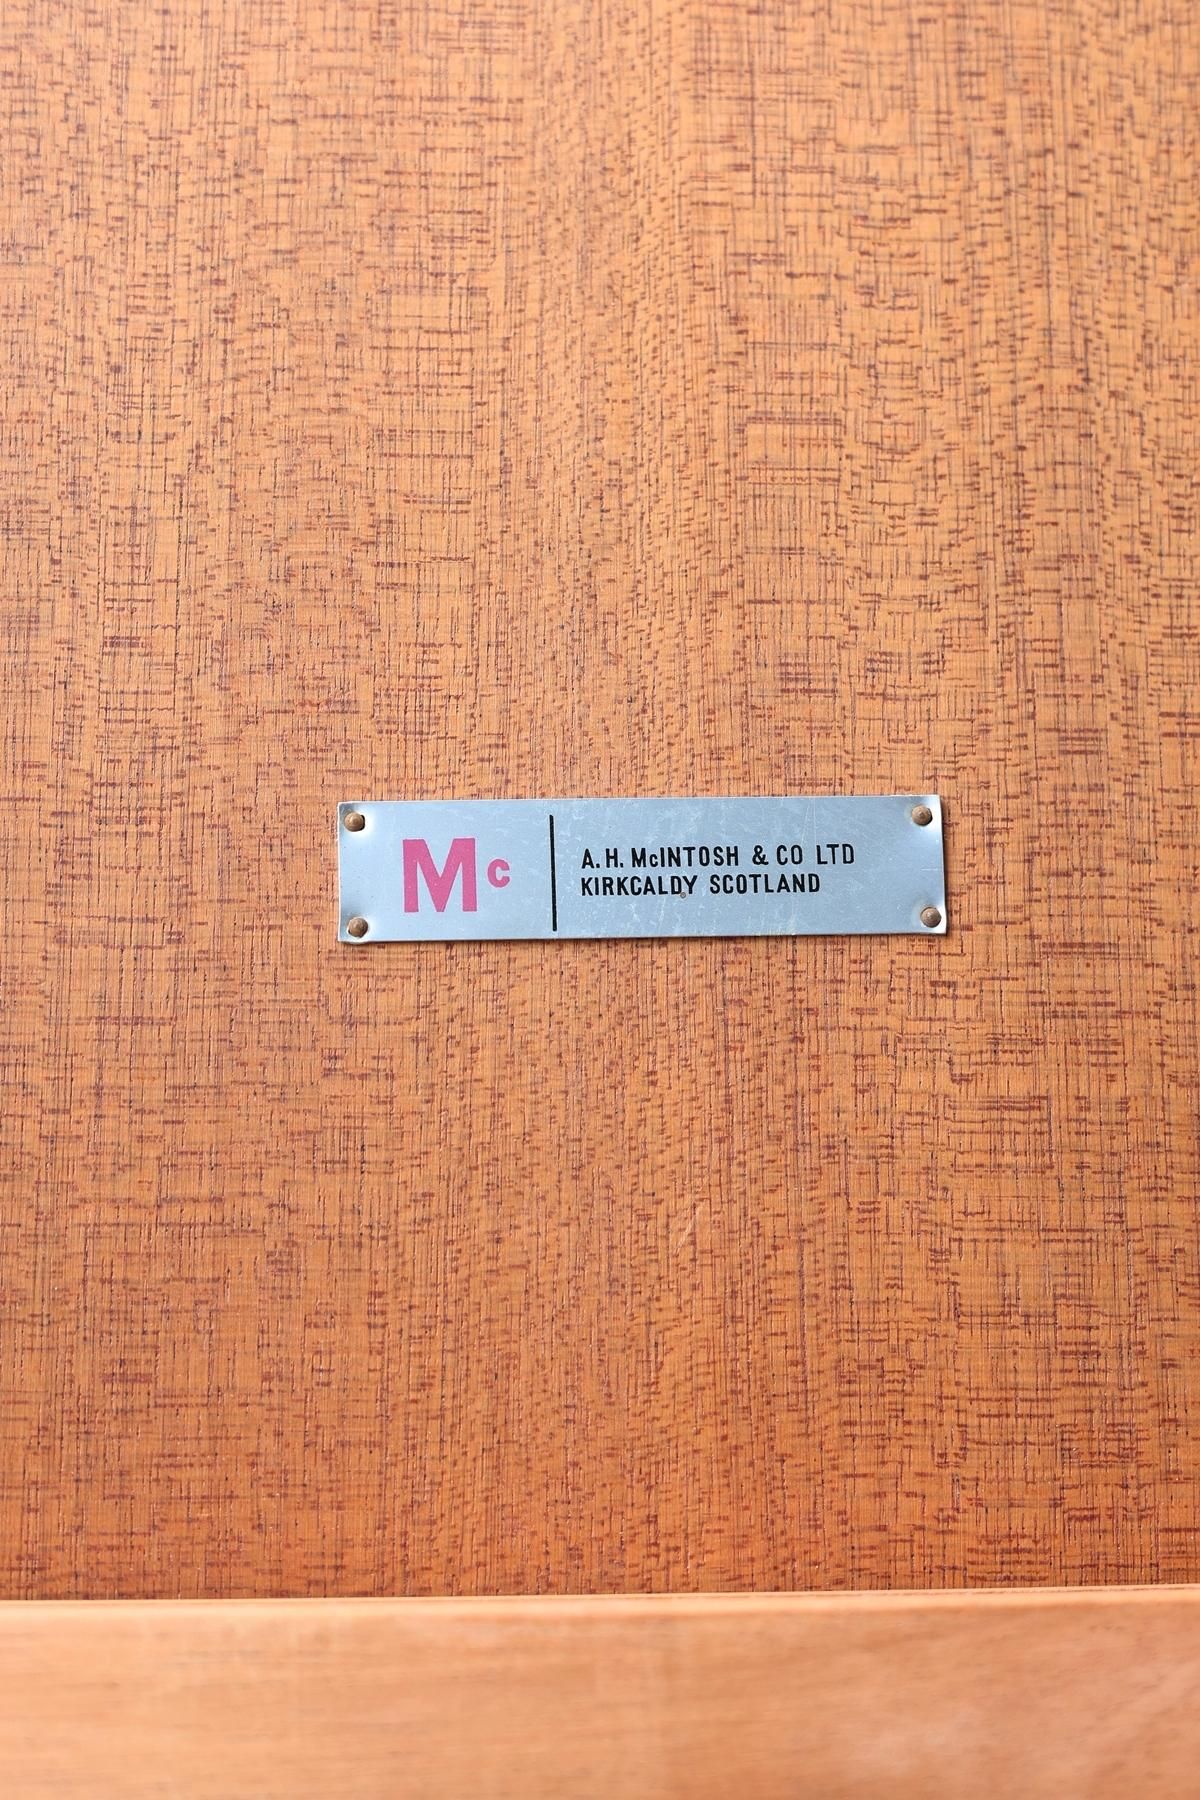 Mc
A. H. McINTOSH & CO LTD
KIRKCALDY SCOTLAND